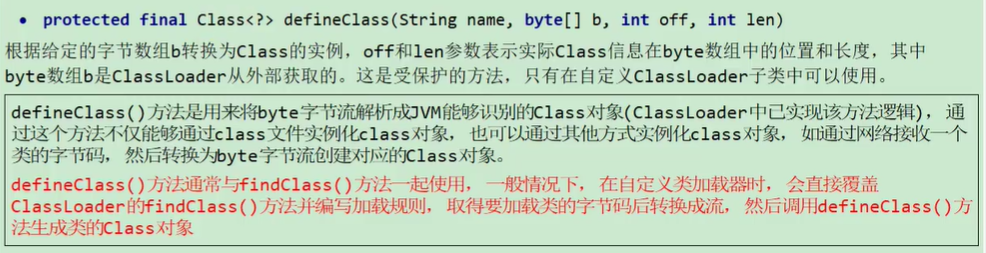 • protected final Class<?> defineClass(String name, byte[] b, int off, int len)
根据给定的字节数组b转换为Class的实例，off和len参数表示实际Class信息在byte数组中的位置和长度，其中
byte数组b是ClassLoader从外部获取的。这是受保护的方法，只有在自定义ClassLoader子类中可以使用。
defineClass()方法是用来将byte字节流解析成JVM能够识别的Class对象(ClassLoader中已实现该方法逻辑)，通
过这个方法不仅能够通过class文件实例化class对象，也可以通过其他方式实例化class对象，如通过网络接收一个
类的字节码，然后转换为byte字节流创建对应的Class对象。
defineClass()方法通常与findClass()方法一起使用，一般情况下，在自定义类加载器时，会直接覆盖
ClassLoader的findClass()方法并编写加载规则，取得要加载类的字节码后转换成流，然后调用defineClass()方
法生成类的Class对象